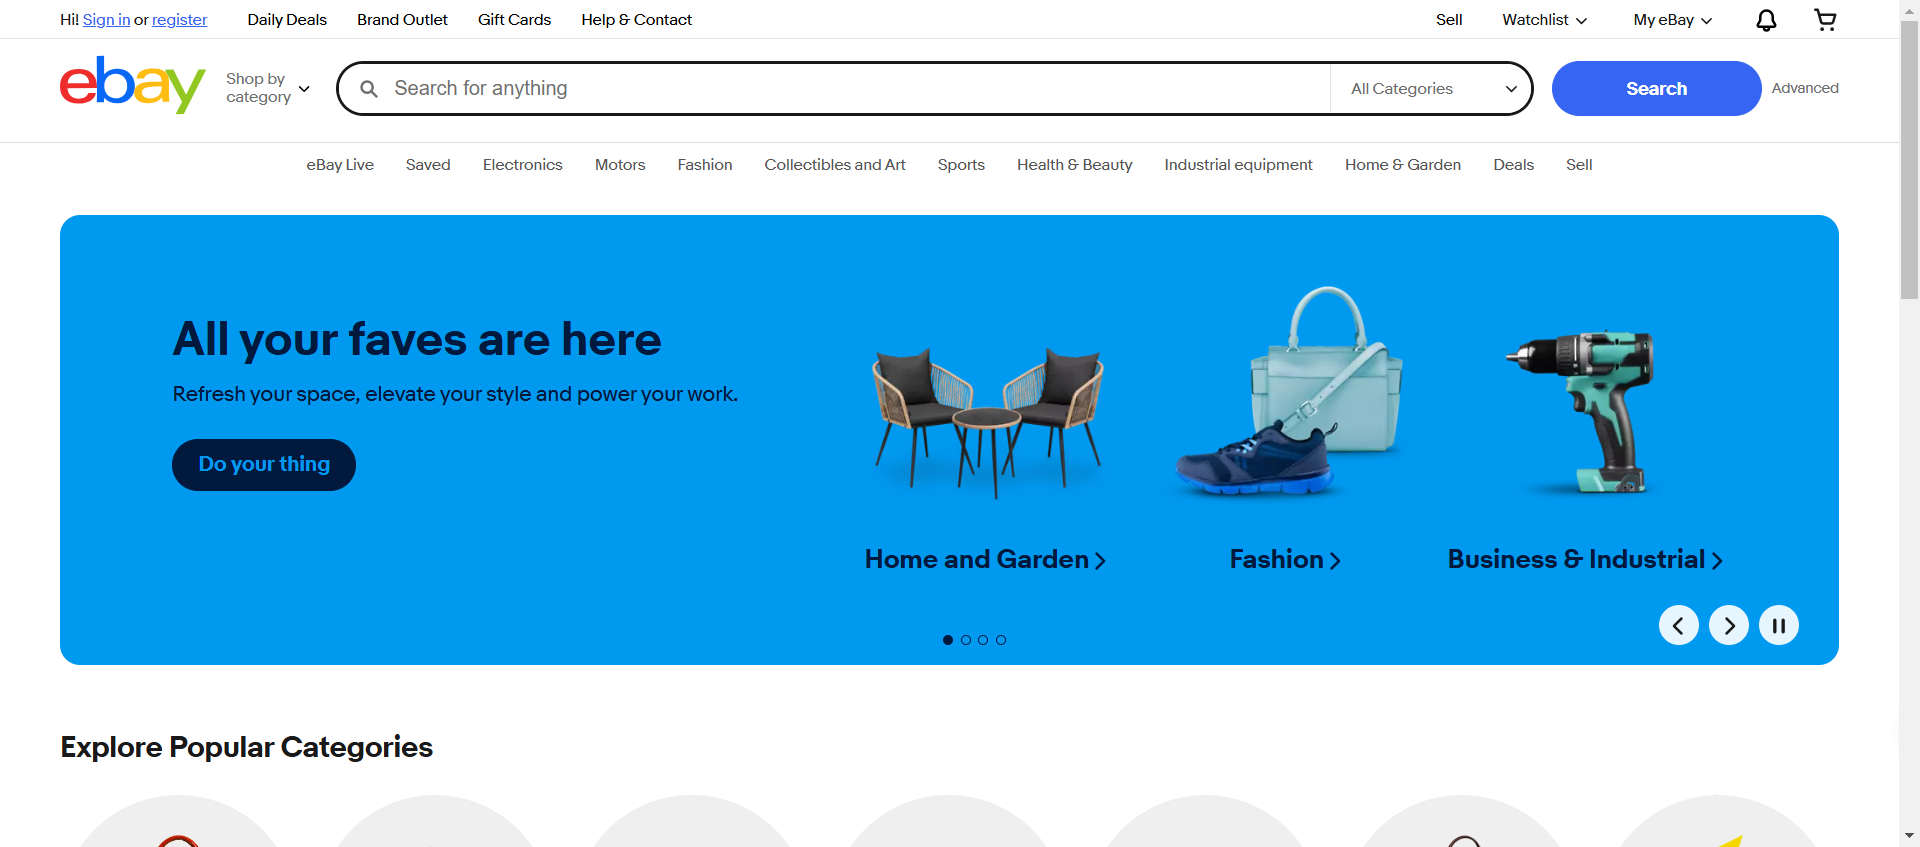 Hi! Sign in or register Daily Deals Brand Outlet Gift Cards Help & Contact Sell Watchlist My eBay
ebay
Shop by
category
Search for anything All Categories Search Advanced
eBay Live Saved Electronics Motors Fashion Collectibles and Art Sports Health & Beauty Industrial equipment Home & Garden Deals Sell
All your faves are here
Refresh your space, elevate your style and power your work.
Do your thing
Home and Garden Fashion Business & Industrial
Explore Popular Categories